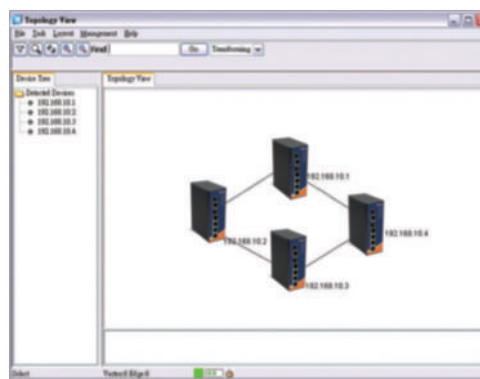 Topology View
File Task Layout Management Help
Find Go Transforming
Device Tree Topology View
Detected Devices
192.168.10.1
192.168.10.2
192.168.10.3
192.168.10.4
192.168.10.1
192.168.10.2
192.168.10.4
192.168.10.3
Select